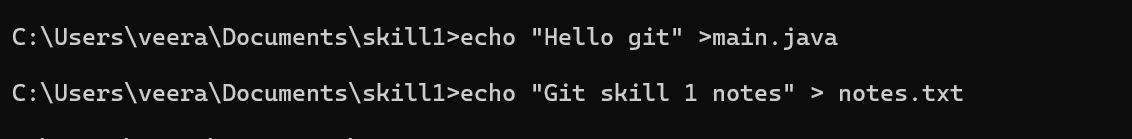 C:\Users\veera\Documents\skill1>echo "Hello git" >main.java
C:\Users\veera\Documents\skill1>echo "Git skill 1 notes" > notes.txt